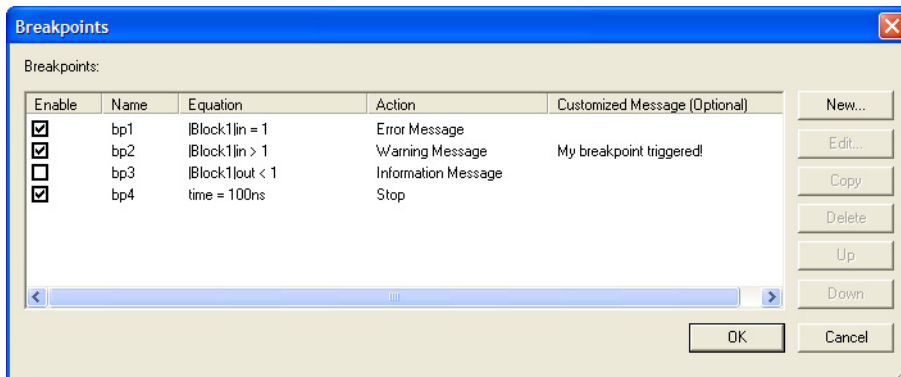 Breakpoints
Breakpoints:
Enable Name Equation Action Customized Message (Optional)
bp1 |Block1|in = 1 Error Message
bp2 |Block1|in > 1 Warning Message My breakpoint triggered!
bp3 |Block1|out < 1 Information Message
bp4 time = 100ns Stop
New...
Edit...
Copy
Delete
Up
Down
OK Cancel